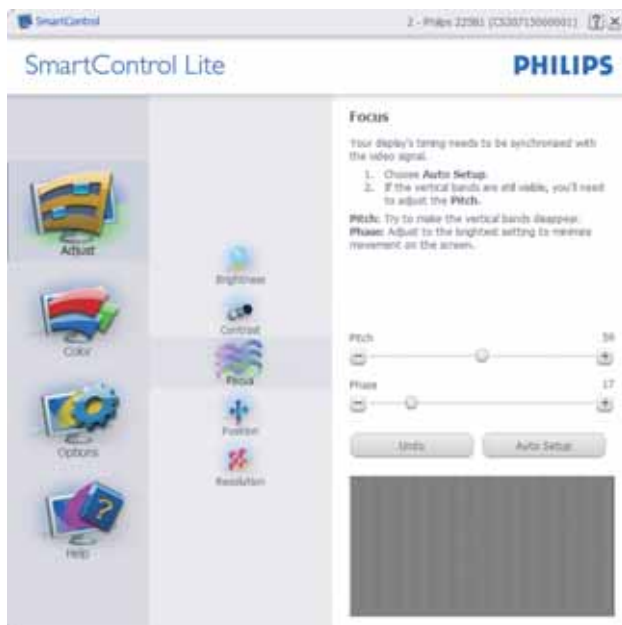 SmartControl
2 - Philips 225B1 (CS207150000001)
SmartControl Lite
PHILIPS
Adjust
Color
Options
Help
Brightness
Contrast
Focus
Position
Resolution
Focus
Your display's timing needs to be synchronized with
the video signal.
1. Choose Auto Setup.
2. If the vertical bands are still visible, you'll need
to adjust the Pitch.
Pitch: Try to make the vertical bands disappear.
Phase: Adjust to the brightest setting to minimize
movement on the screen.
Pitch
50
Phase
17
Undo
Auto Setup